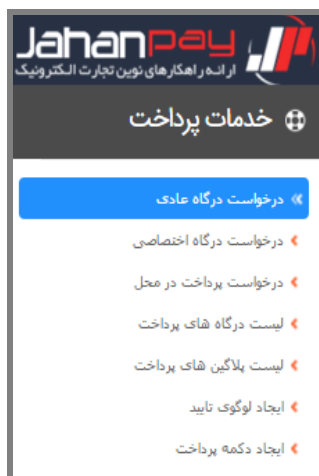 JahanPay
ارائه راهکارهای نوین تجارت الکترونیک
خدمات پرداخت
درخواست درگاه عادی
درخواست درگاه اختصاصی
درخواست پرداخت در محل
لیست درگاه های پرداخت
لیست پلاگین های پرداخت
ایجاد لوگوی تایید
ایجاد دکمه پرداخت